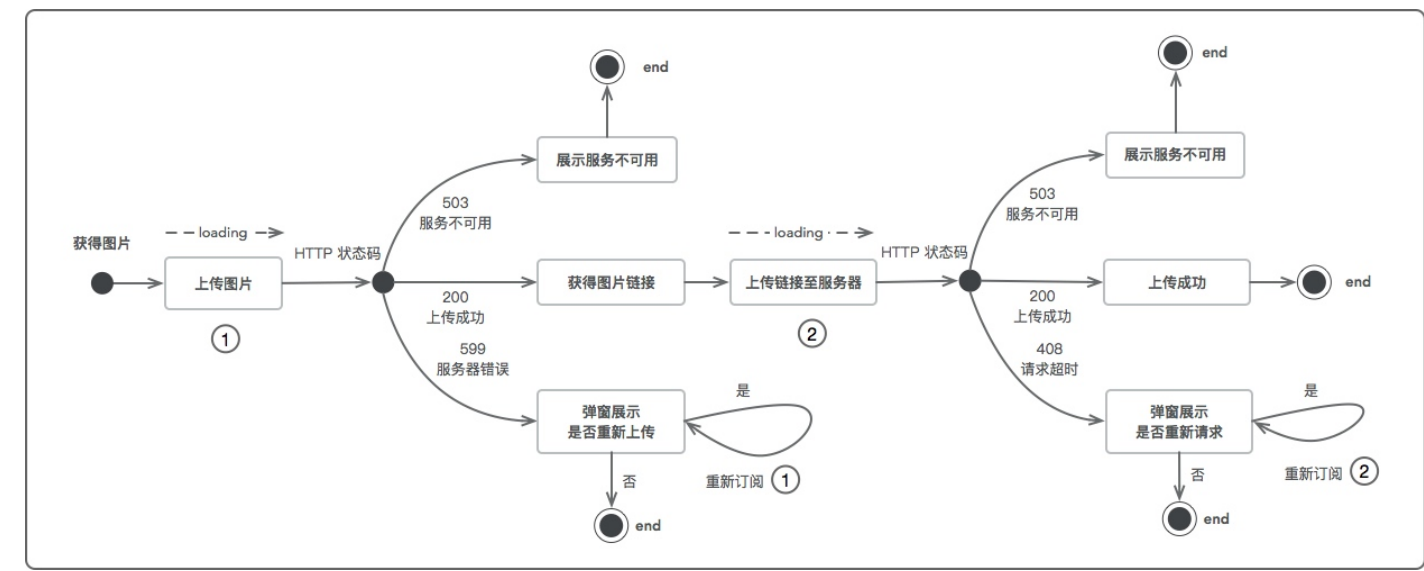 获得图片
loading
上传图片
1
HTTP 状态码
503
服务不可用
展示服务不可用
end
200
上传成功
获得图片链接
599
服务器错误
弹窗展示
是否重新上传
是
重新订阅 1
否
end
loading
上传链接至服务器
2
HTTP 状态码
503
服务不可用
展示服务不可用
end
200
上传成功
上传成功
end
408
请求超时
弹窗展示
是否重新请求
是
重新订阅 2
否
end